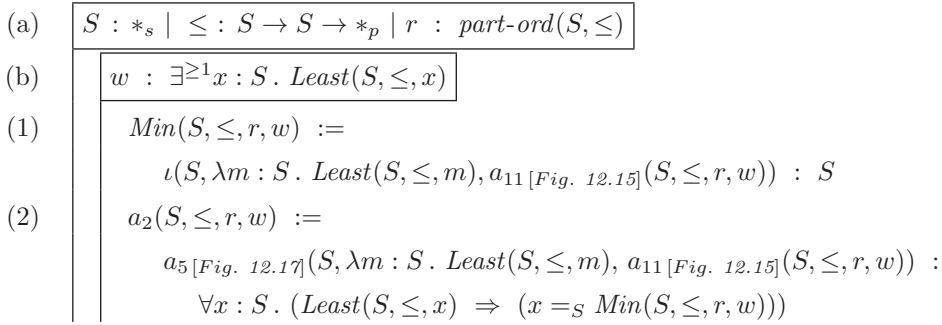 (a) S : *ₛ | ≤ : S → S → *ₚ | r : part-ord(S, ≤)
(b) w : ∃≥¹x : S . Least(S, ≤, x)
(1) Min(S, ≤, r, w) :=
ι(S, λm : S . Least(S, ≤, m), a₁₁ [Fig. 12.15](S, ≤, r, w)) : S
(2) a₂(S, ≤, r, w) :=
a₅ [Fig. 12.17](S, λm : S . Least(S, ≤, m), a₁₁ [Fig. 12.15](S, ≤, r, w)) :
∀x : S . (Least(S, ≤, x) ⇒ (x =ₛ Min(S, ≤, r, w)))